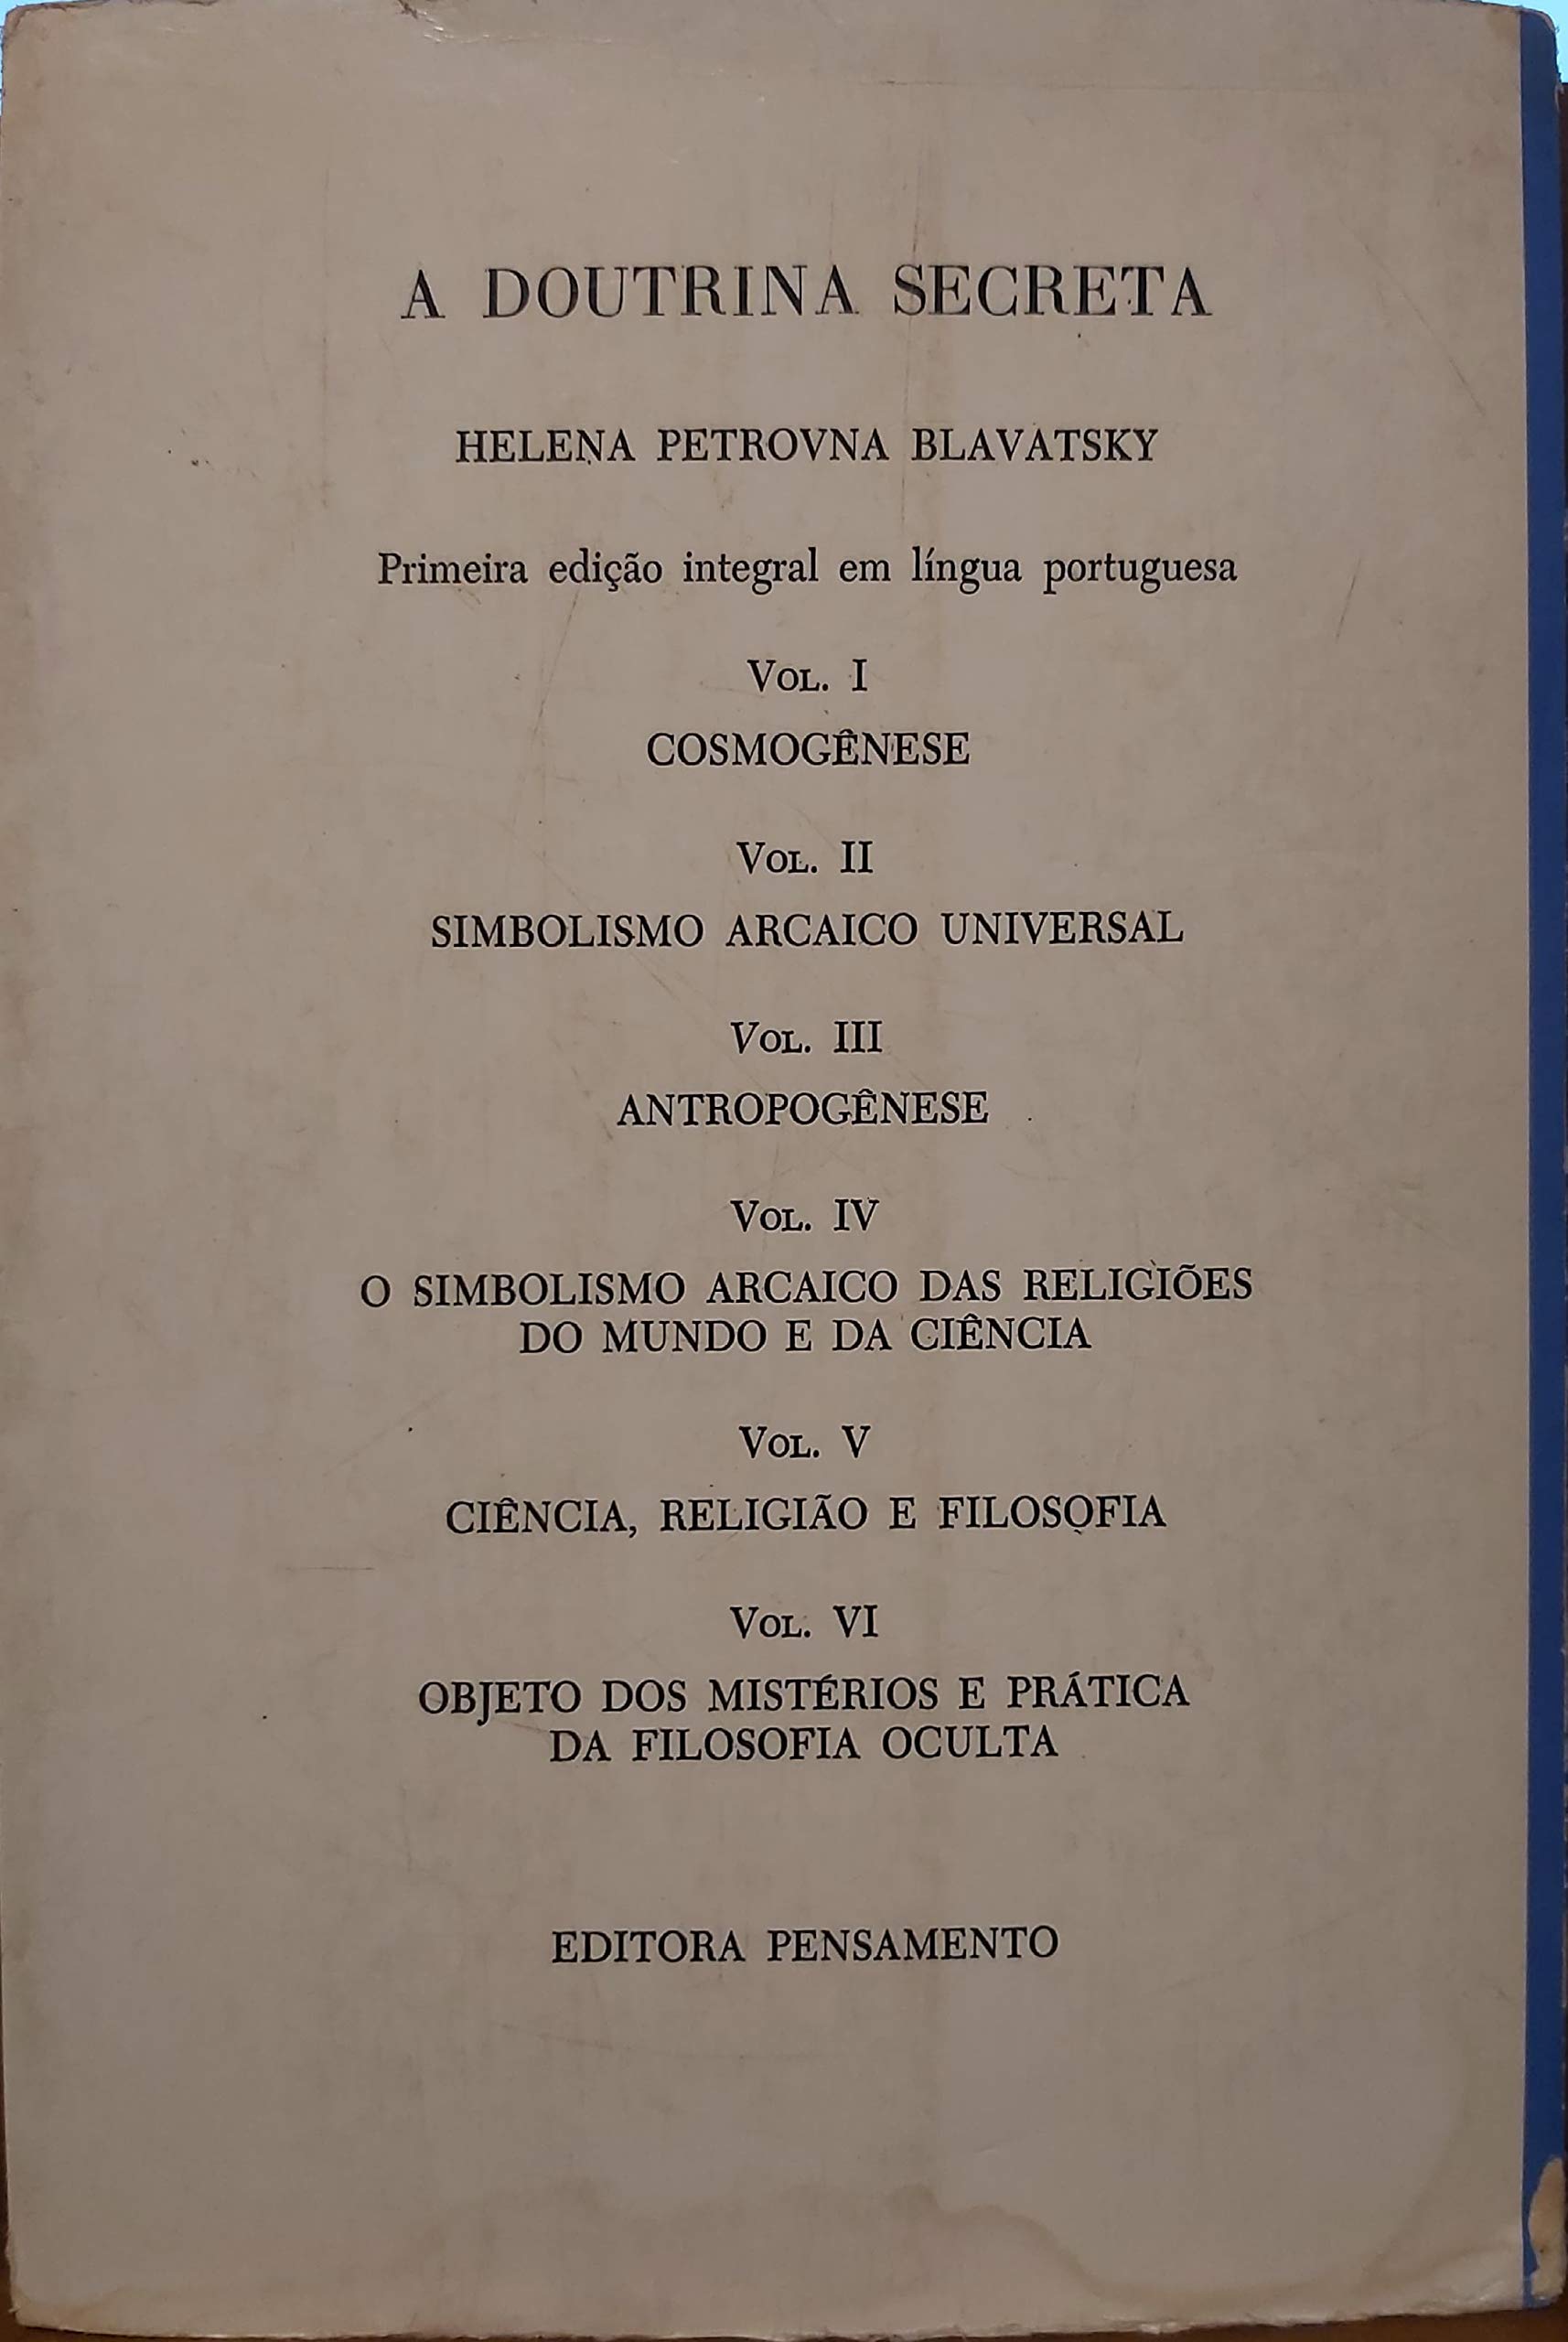 A DOUTRINA SECRETA
HELENA PETROVNA BLAVATSKY
Primeira edição integral em língua portuguesa
VOL. I
COSMOGÊNESE
VOL. II
SIMBOLISMO ARCAICO UNIVERSAL
VOL. III
ANTROPOGÊNESE
VOL. IV
O SIMBOLISMO ARCAICO DAS RELIGIÕES
DO MUNDO E DA CIÊNCIA
VOL. V
CIÊNCIA, RELIGIÃO E FILOSOFIA
VOL. VI
OBJETO DOS MISTÉRIOS E PRÁTICA
DA FILOSOFIA OCULTA
EDITORA PENSAMENTO